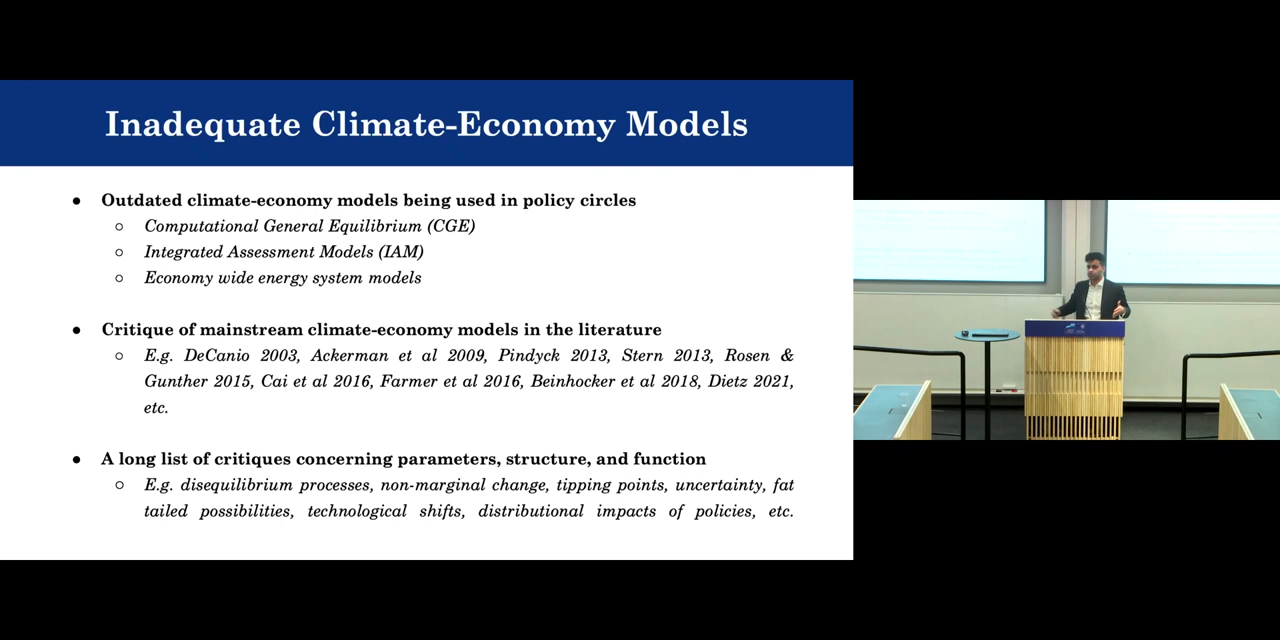 Inadequate Climate-Economy Models
● Outdated climate-economy models being used in policy circles
○ Computational General Equilibrium (CGE)
○ Integrated Assessment Models (IAM)
○ Economy wide energy system models
● Critique of mainstream climate-economy models in the literature
○ E.g. DeCanio 2003, Ackerman et al 2009, Pindyck 2013, Stern 2013, Rosen &
Gunther 2015, Cai et al 2016, Farmer et al 2016, Beinhocker et al 2018, Dietz 2021,
etc.
● A long list of critiques concerning parameters, structure, and function
○ E.g. disequilibrium processes, non-marginal change, tipping points, uncertainty, fat
tailed possibilities, technological shifts, distributional impacts of policies, etc.